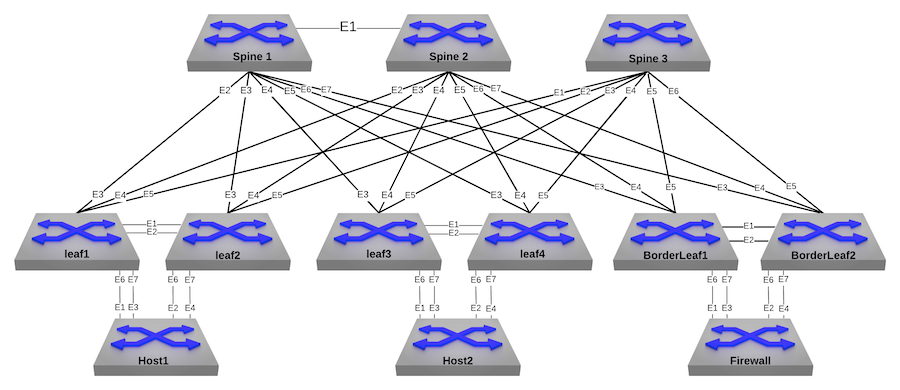 E1
Spine 1
Spine 2
Spine 3
E2 E3 E4 E5 E6 E7
E2 E3 E4 E5 E6 E7
E1 E2 E3 E4 E5 E6
E3 E4 E5
E3 E4 E5
E3 E4 E5
E3 E4 E5
E3 E4 E5
E3 E4 E5
E1
E2
E1
E2
E1
E2
leaf1
leaf2
leaf3
leaf4
BorderLeaf1
BorderLeaf2
E6 E7 E6 E7
E6 E7 E6 E7
E6 E7 E6 E7
E1 E3 E2 E4
E1 E3 E2 E4
E1 E3 E2 E4
Host1
Host2
Firewall